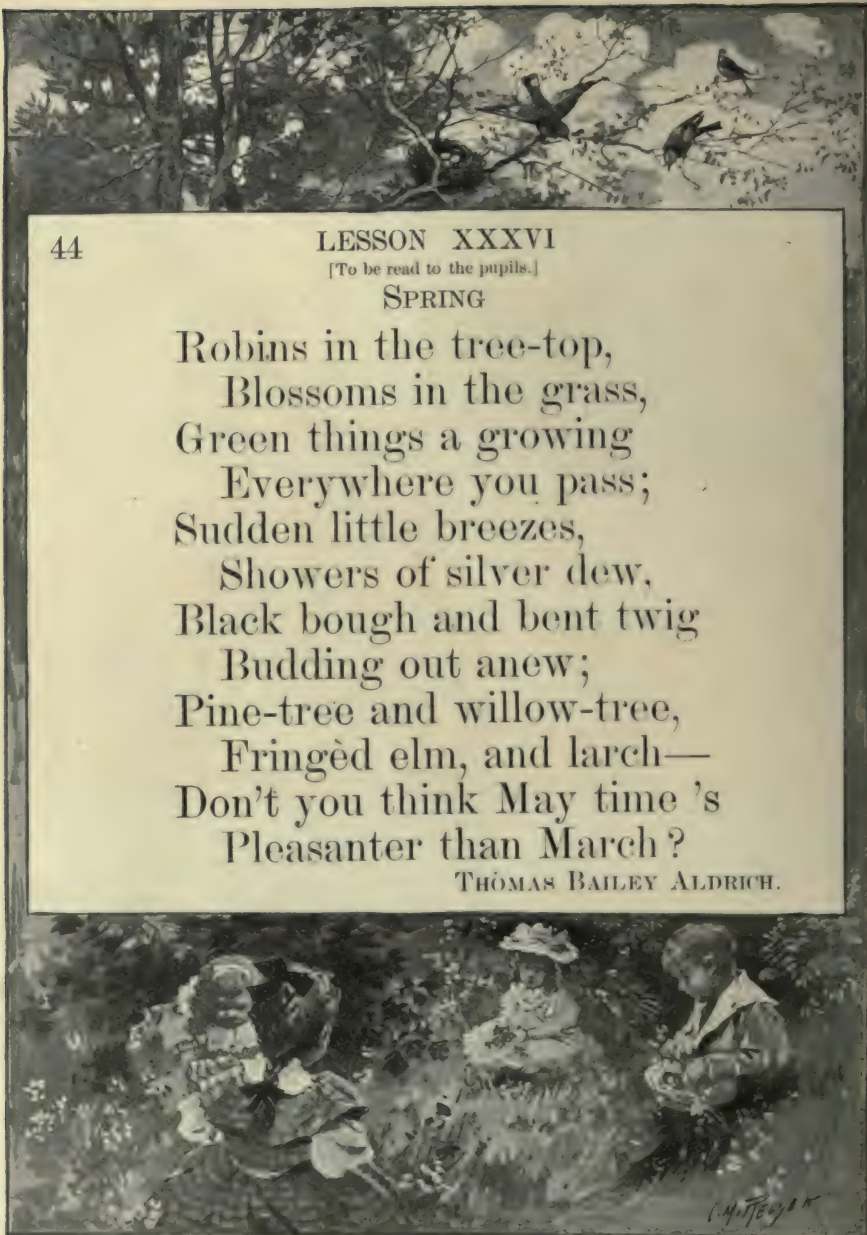 44
LESSON XXXVI
[To be read to the pupils.]
SPRING
Robins in the tree-top,
Blossoms in the grass,
Green things a growing
Everywhere you pass;
Sudden little breezes,
Showers of silver dew,
Black bough and bent twig
Budding out anew;
Pine-tree and willow-tree,
Fringèd elm, and larch—
Don't you think May time 's
Pleasanter than March?
THOMAS BAILEY ALDRICH.